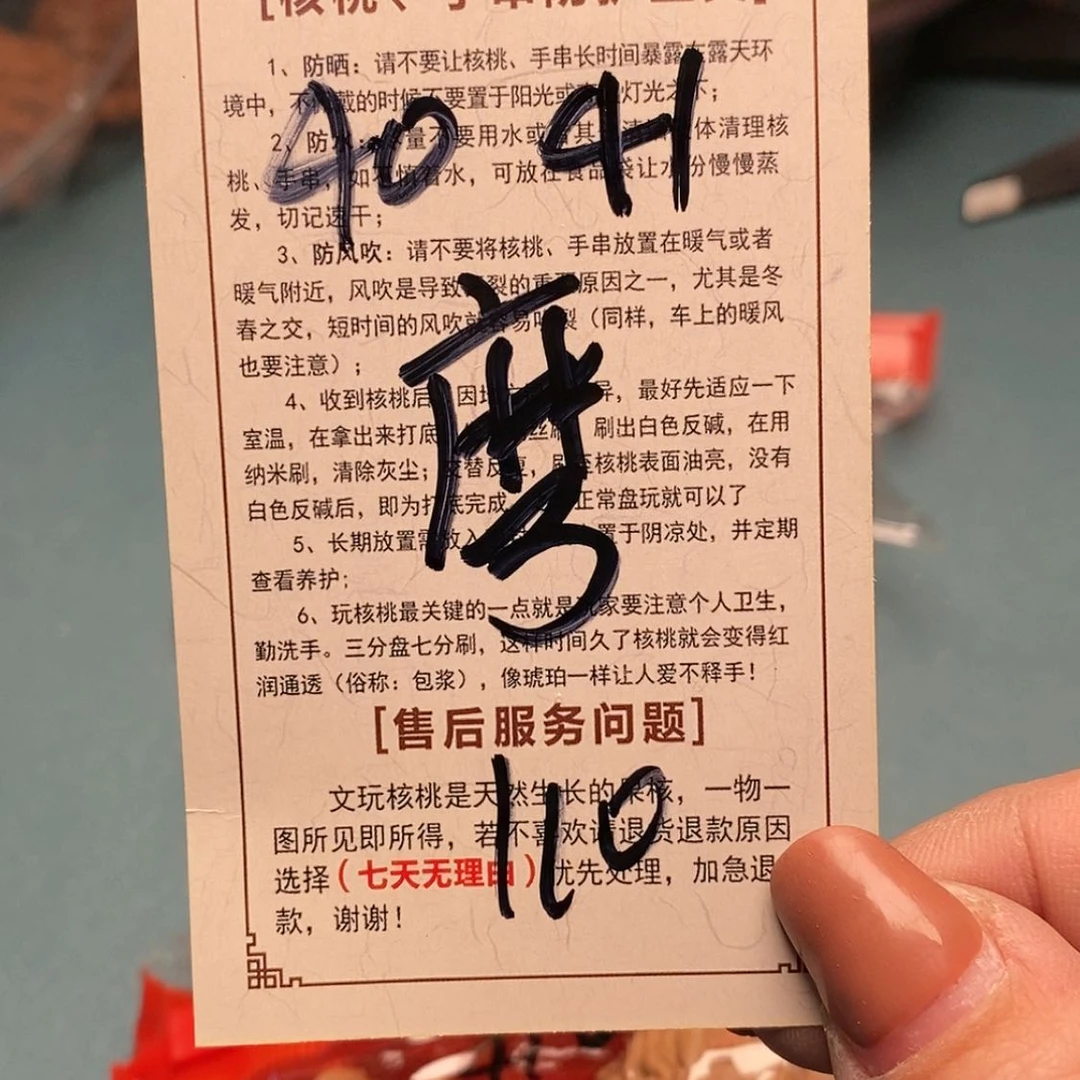 [核桃、手串防护
1、防晒：请不要让核桃、手串长时间暴露在露天环
境中，不佩戴的时候不要置于阳光或 灯光之下；
2、防水：尽量不要用水或者其 体清理核
桃、手串，如不慎着水，可放在食品袋让水份慢慢蒸
发，切记速干；
3、防风吹：请不要将核桃、手串放置在暖气或者
暖气附近，风吹是导致 裂的重要原因之一，尤其是冬
春之交，短时间的风吹就容易 裂（同样，车上的暖风
也要注意）；
4、收到核桃后 因地 异，最好先适应一下
室温，在拿出来打底 刷出白色反碱，在用
纳米刷，清除灰尘；交替反复，刷至核桃表面油亮，没有
白色反碱后，即为打底完成 正常盘玩就可以了
5、长期放置需放入 置于阴凉处，并定期
查看养护；
6、玩核桃最关键的一点就是玩家要注意个人卫生，
勤洗手。三分盘七分刷，这样时间久了核桃就会变得红
润通透（俗称：包浆），像琥珀一样让人爱不释手！
[售后服务问题]
文玩核桃是天然生长的果核，一物一
图所见即所得，若不喜欢请退货退款原因
选择（七天无理由）优先处理，加急退
款，谢谢！
40 41
110